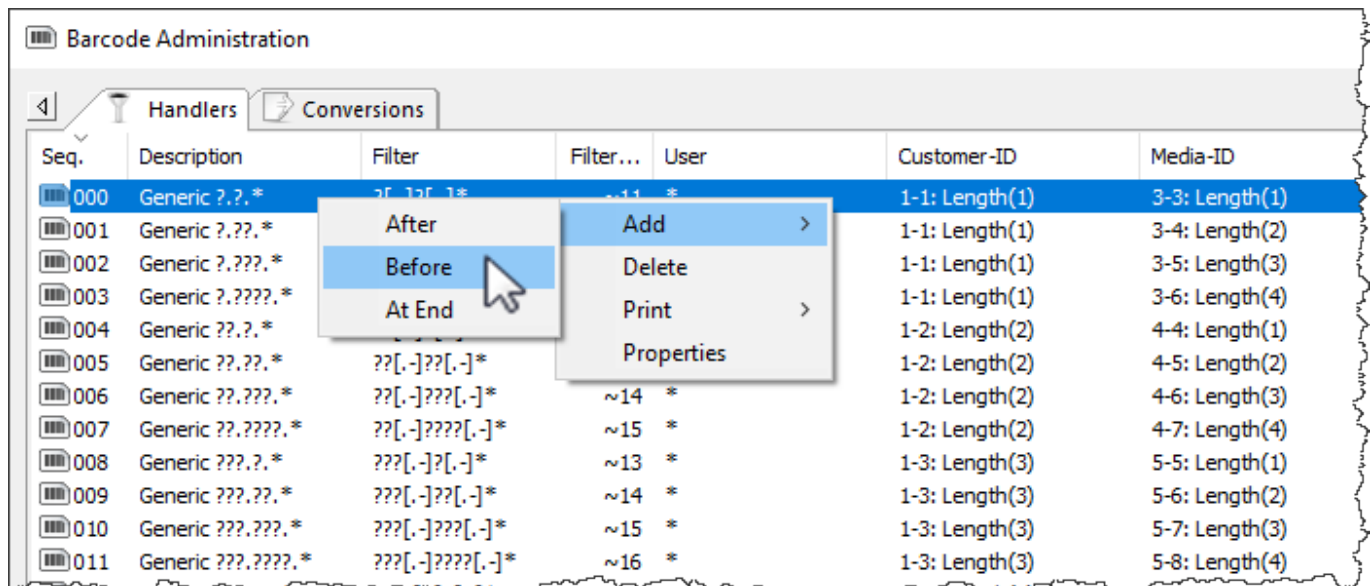 Barcode Administration
Handlers Conversions
Seq. Description Filter Filter... User Customer-ID Media-ID
000 Generic ?.?.* ?[.-]?[.-]* ~11 * 1-1: Length(1) 3-3: Length(1)
001 Generic ?.??.* After Add > 1-1: Length(1) 3-4: Length(2)
002 Generic ?.???.* Before Delete 1-1: Length(1) 3-5: Length(3)
003 Generic ?.????.* At End Print > 1-1: Length(1) 3-6: Length(4)
004 Generic ??.?.* 1-2: Length(2) 4-4: Length(1)
005 Generic ??.??.* ??[.-]??[.-]* Properties 1-2: Length(2) 4-5: Length(2)
006 Generic ??.???.* ??[.-]???[.-]* ~14 * 1-2: Length(2) 4-6: Length(3)
007 Generic ??.????.* ??[.-]????[.-]* ~15 * 1-2: Length(2) 4-7: Length(4)
008 Generic ???.?.* ???[.-]?[.-]* ~13 * 1-3: Length(3) 5-5: Length(1)
009 Generic ???.??.* ???[.-]??[.-]* ~14 * 1-3: Length(3) 5-6: Length(2)
010 Generic ???.???.* ???[.-]???[.-]* ~15 * 1-3: Length(3) 5-7: Length(3)
011 Generic ???.????.* ???[.-]????[.-]* ~16 * 1-3: Length(3) 5-8: Length(4)